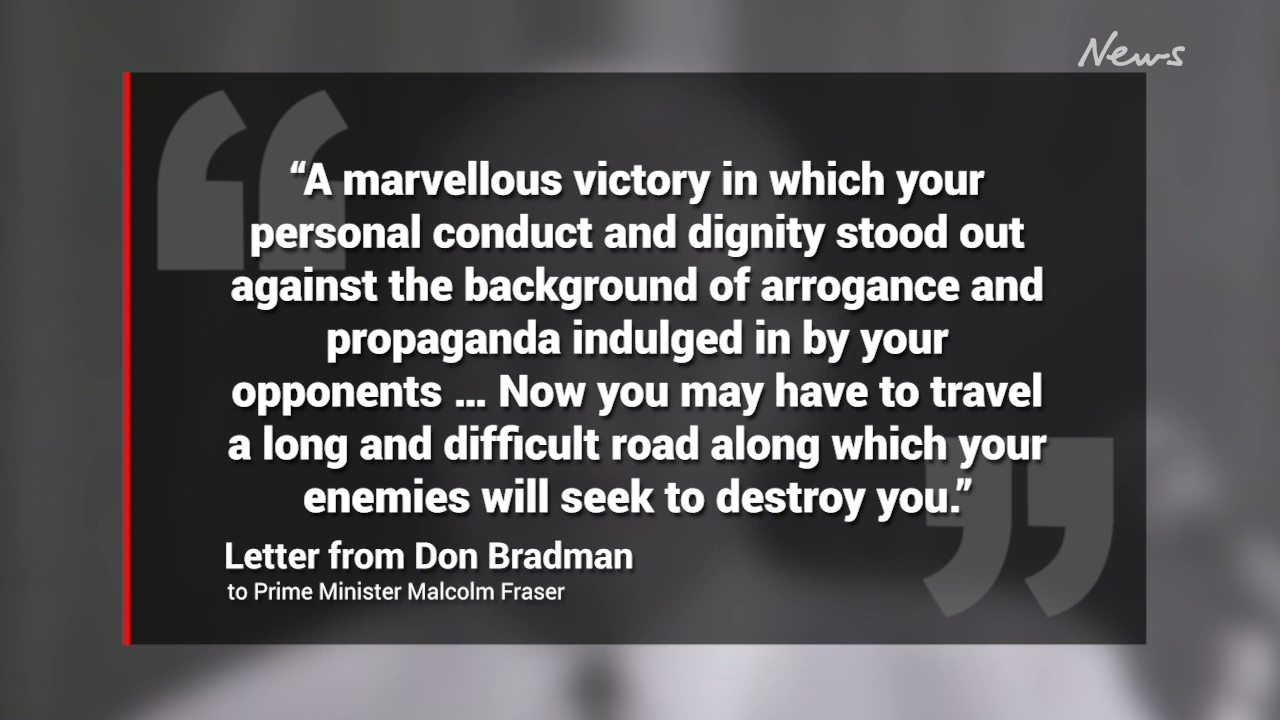 News
“A marvellous victory in which your
personal conduct and dignity stood out
against the background of arrogance and
propaganda indulged in by your
opponents ... Now you may have to travel
a long and difficult road along which your
enemies will seek to destroy you.”
Letter from Don Bradman
to Prime Minister Malcolm Fraser